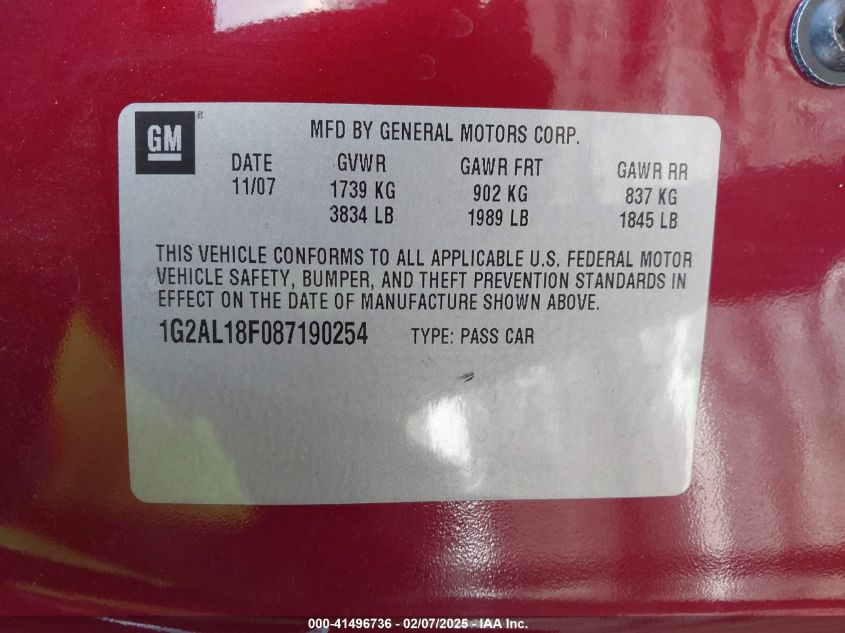 GM
®
MFD BY GENERAL MOTORS CORP.
DATE GVWR GAWR FRT GAWR RR
11/07 1739 KG 902 KG 837 KG
3834 LB 1989 LB 1845 LB
THIS VEHICLE CONFORMS TO ALL APPLICABLE U.S. FEDERAL MOTOR
VEHICLE SAFETY, BUMPER, AND THEFT PREVENTION STANDARDS IN
EFFECT ON THE DATE OF MANUFACTURE SHOWN ABOVE.
1G2AL18F087190254 TYPE: PASS CAR
000-41496736 - 02/07/2025 - IAA Inc.